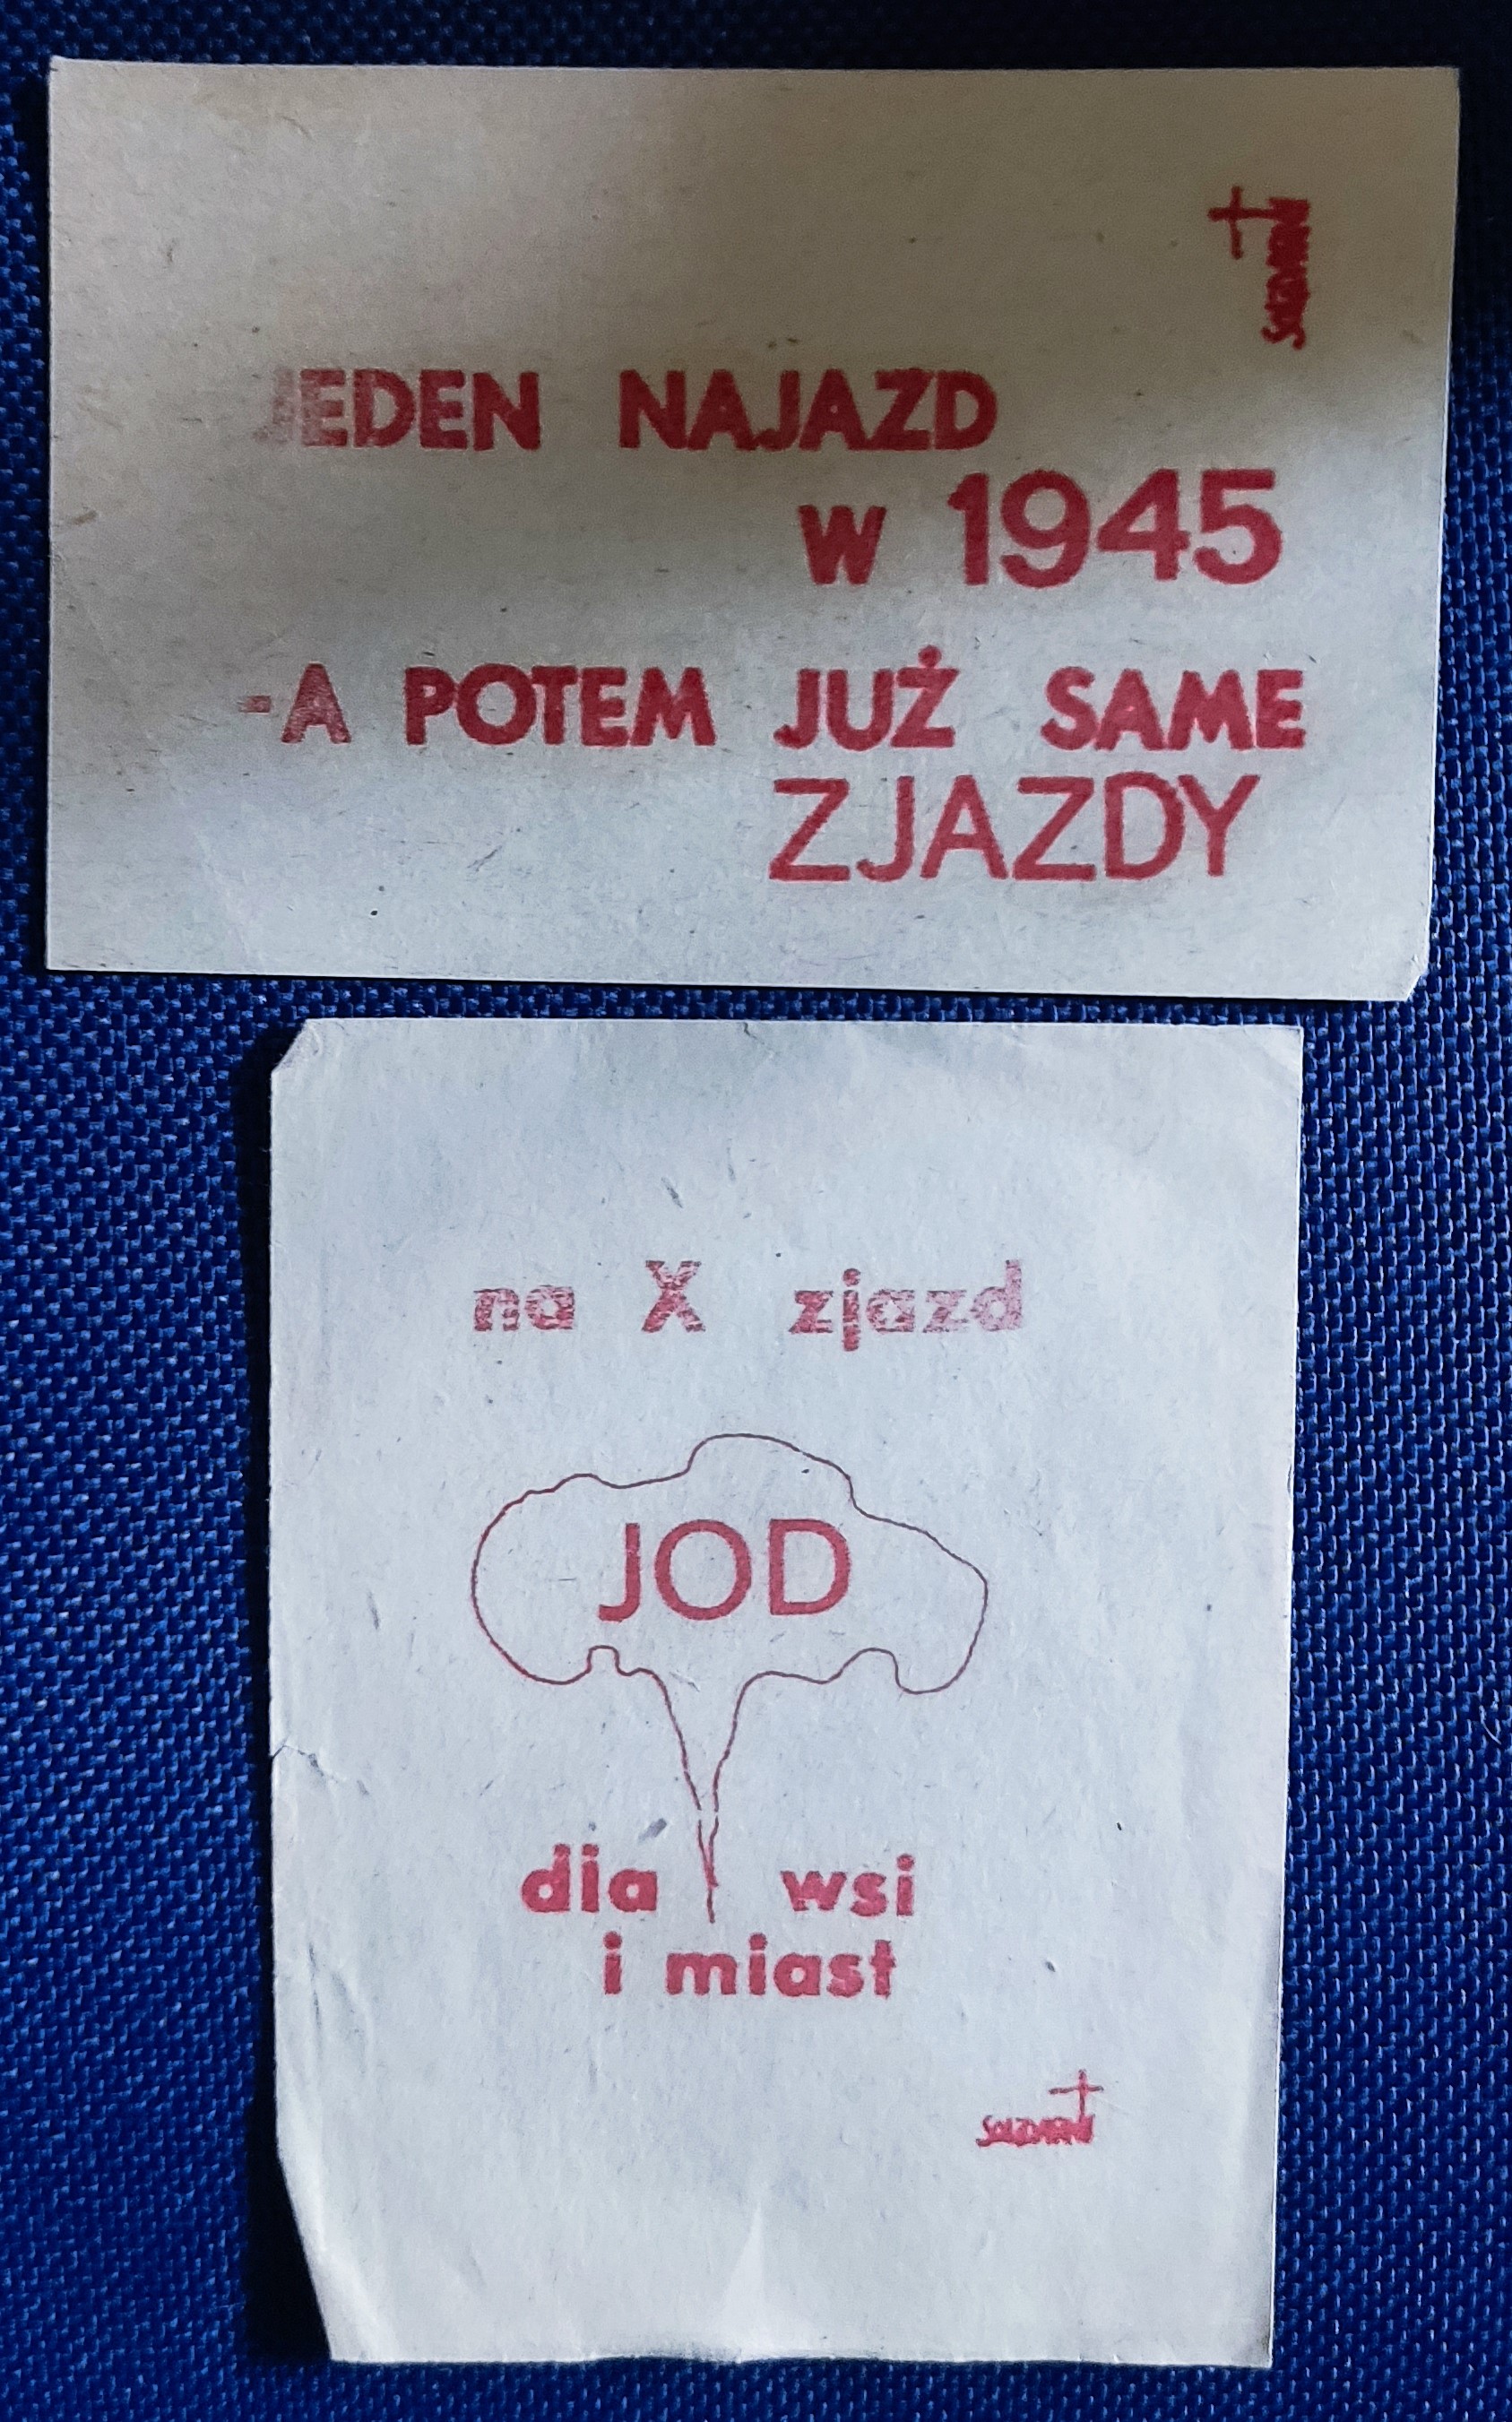 JEDEN NAJAZD
W 1945
-A POTEM JUŻ SAME
ZJAZDY
na X zjazd
JOD
dla wsi
i miast